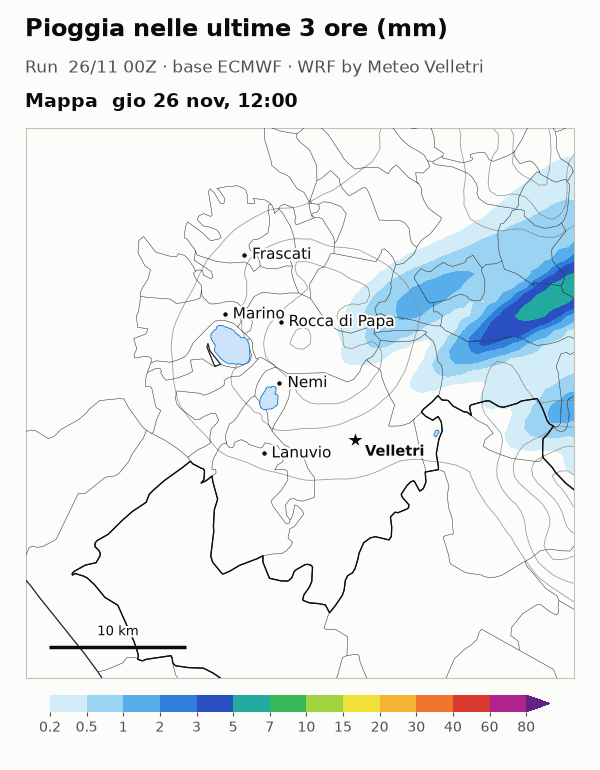 Pioggia nelle ultime 3 ore (mm)
Run  26/11 00Z · base ECMWF · WRF by Meteo Velletri
Mappa  gio 26 nov, 12:00
Frascati
Marino
Rocca di Papa
Nemi
Velletri
Lanuvio
10 km
0.2 0.5 1 2 3 5 7 10 15 20 30 40 60 80